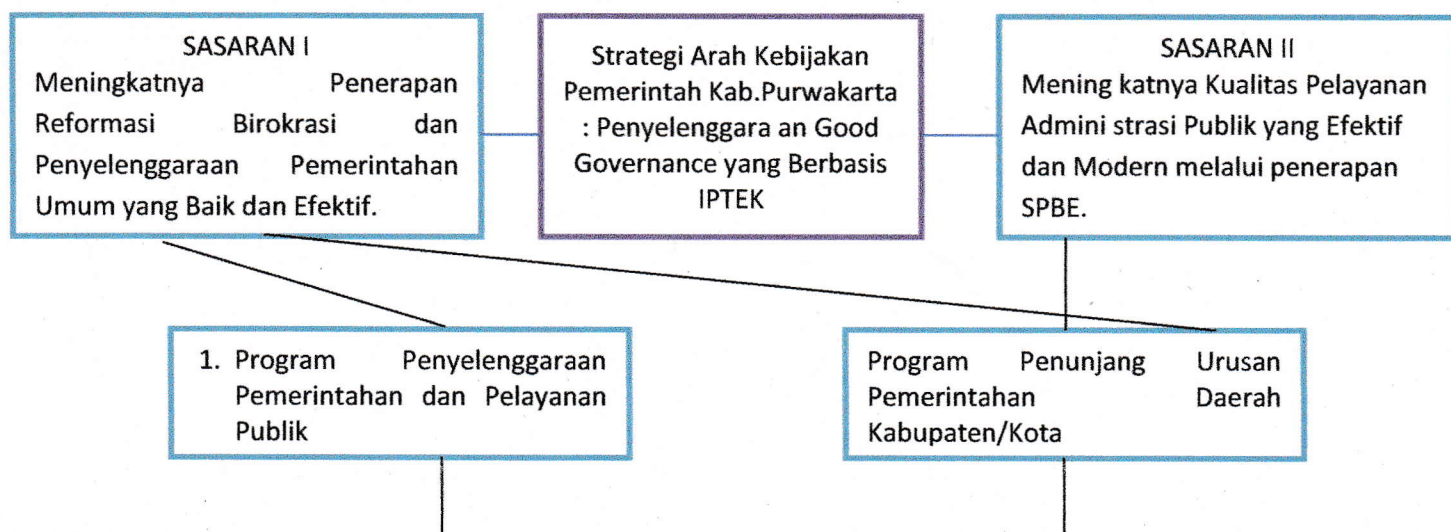 SASARAN I
Meningkatnya Penerapan
Reformasi Birokrasi dan
Penyelenggaraan Pemerintahan
Umum yang Baik dan Efektif.
Strategi Arah Kebijakan
Pemerintah Kab.Purwakarta
: Penyelenggara an Good
Governance yang Berbasis
IPTEK
SASARAN II
Mening katnya Kualitas Pelayanan
Admini strasi Publik yang Efektif
dan Modern melalui penerapan
SPBE.
1. Program Penyelenggaraan
Pemerintahan dan Pelayanan
Publik
Program Penunjang Urusan
Pemerintahan Daerah
Kabupaten/Kota